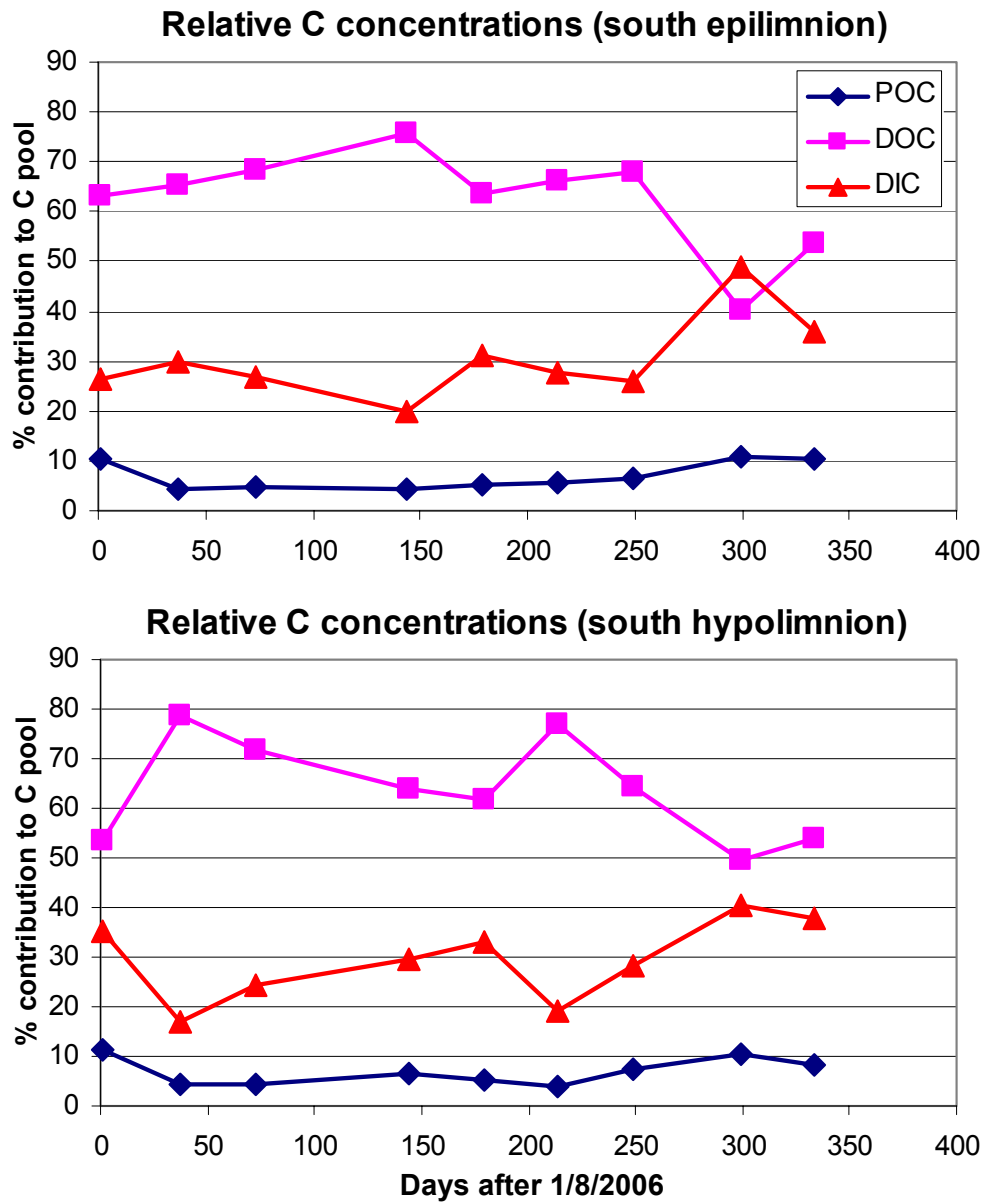 Relative C concentrations (south epilimnion)
% contribution to C pool
90
80
70
60
50
40
30
20
10
0
POC
DOC
DIC
0 50 100 150 200 250 300 350 400
Relative C concentrations (south hypolimnion)
% contribution to C pool
90
80
70
60
50
40
30
20
10
0
0 50 100 150 200 250 300 350 400
Days after 1/8/2006